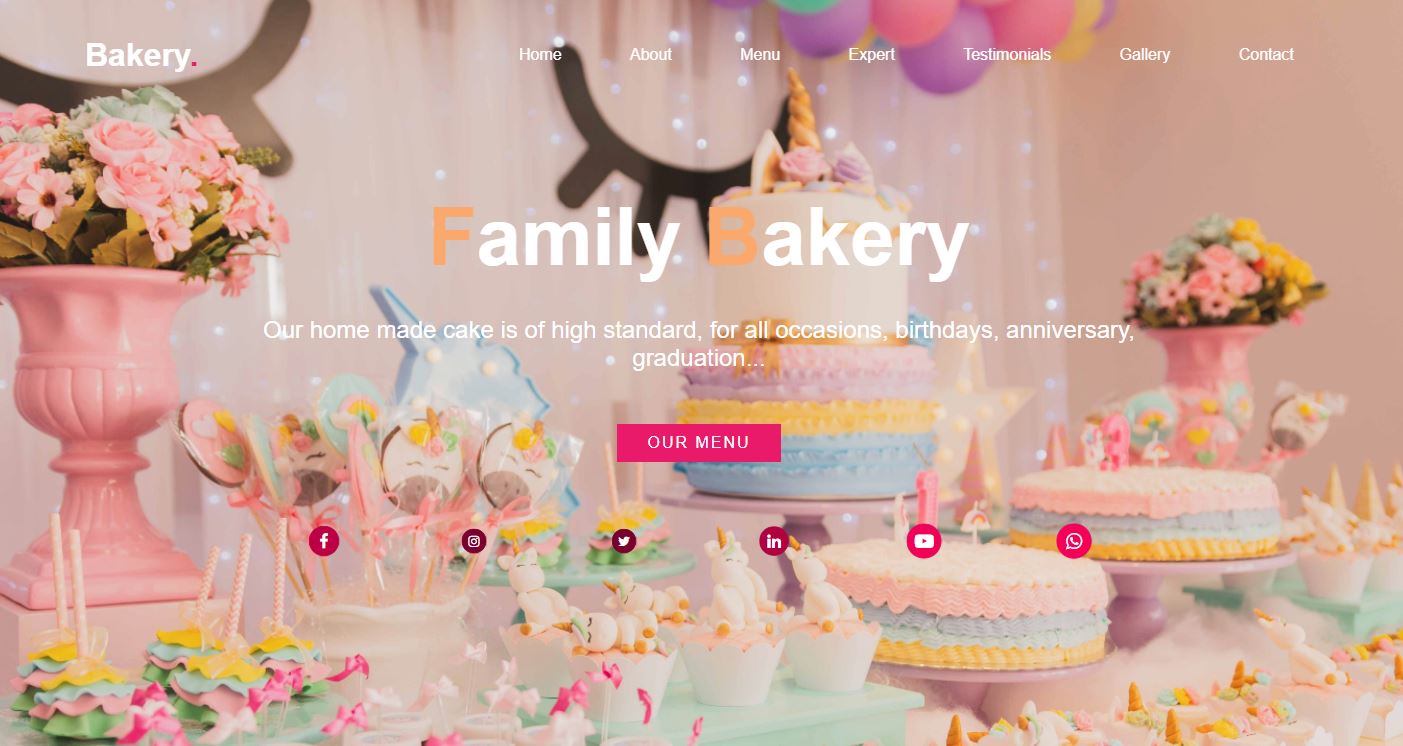 Bakery.
Home About Menu Expert Testimonials Gallery Contact
Family Bakery
Our home made cake is of high standard, for all occasions, birthdays, anniversary,
graduation...
OUR MENU